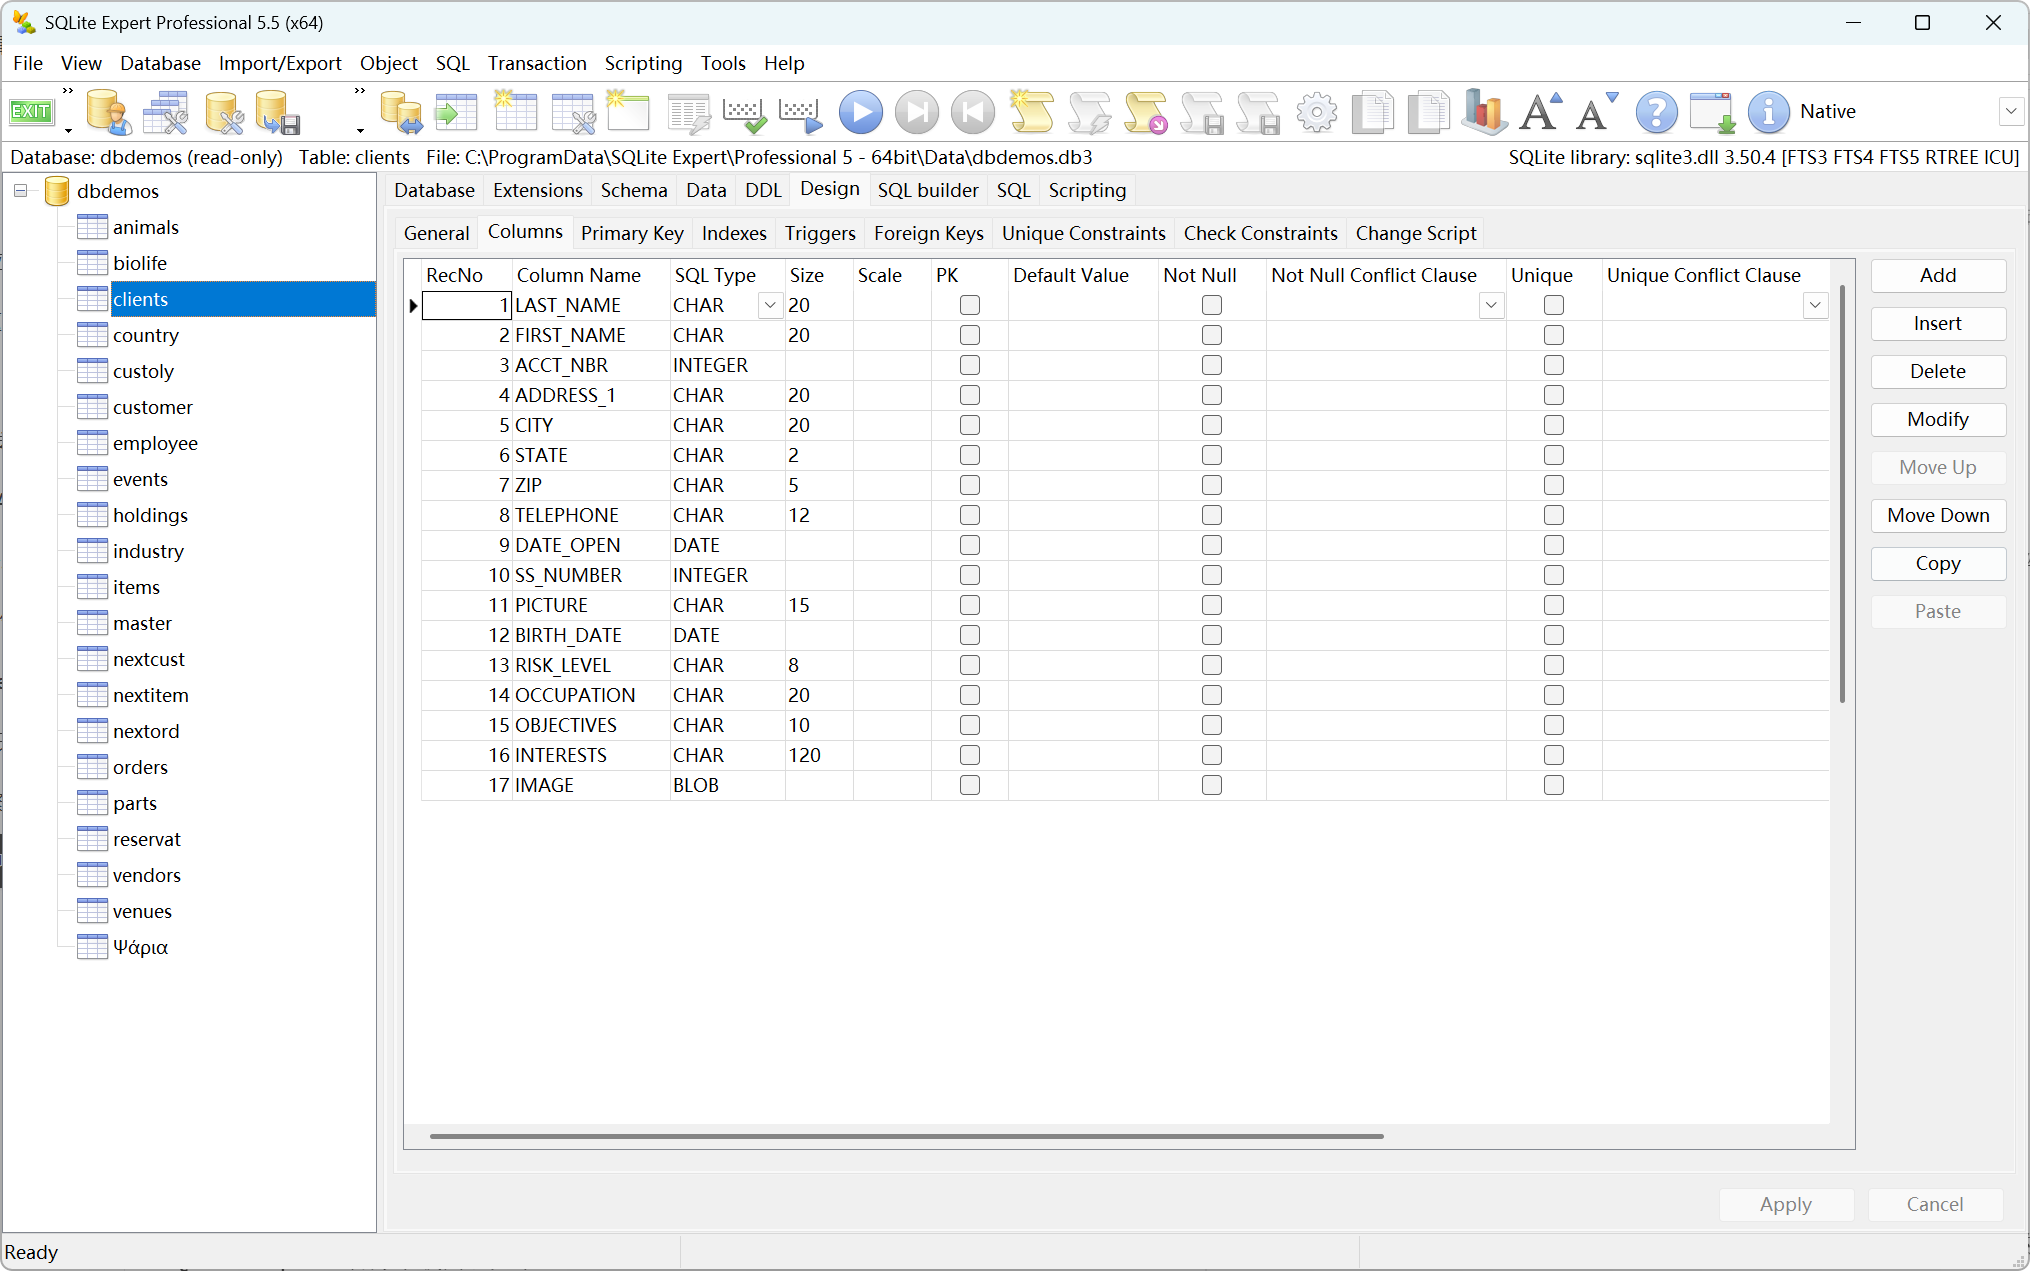 SQLite Expert Professional 5.5 (x64)
File View Database Import/Export Object SQL Transaction Scripting Tools Help
EXIT Native
Database: dbdemos (read-only) Table: clients File: C:\ProgramData\SQLite Expert\Professional 5 - 64bit\Data\dbdemos.db3 SQLite library: sqlite3.dll 3.50.4 [FTS3 FTS4 FTS5 RTREE ICU]
dbdemos
animals
biolife
clients
country
custoly
customer
employee
events
holdings
industry
items
master
nextcust
nextitem
nextord
orders
parts
reservat
vendors
venues
Ψάρια
Database Extensions Schema Data DDL Design SQL builder SQL Scripting
General Columns Primary Key Indexes Triggers Foreign Keys Unique Constraints Check Constraints Change Script
RecNo Column Name SQL Type Size Scale PK Default Value Not Null Not Null Conflict Clause Unique Unique Conflict Clause
1 LAST_NAME CHAR 20
2 FIRST_NAME CHAR 20
3 ACCT_NBR INTEGER
4 ADDRESS_1 CHAR 20
5 CITY CHAR 20
6 STATE CHAR 2
7 ZIP CHAR 5
8 TELEPHONE CHAR 12
9 DATE_OPEN DATE
10 SS_NUMBER INTEGER
11 PICTURE CHAR 15
12 BIRTH_DATE DATE
13 RISK_LEVEL CHAR 8
14 OCCUPATION CHAR 20
15 OBJECTIVES CHAR 10
16 INTERESTS CHAR 120
17 IMAGE BLOB
Add
Insert
Delete
Modify
Move Up
Move Down
Copy
Paste
Apply Cancel
Ready